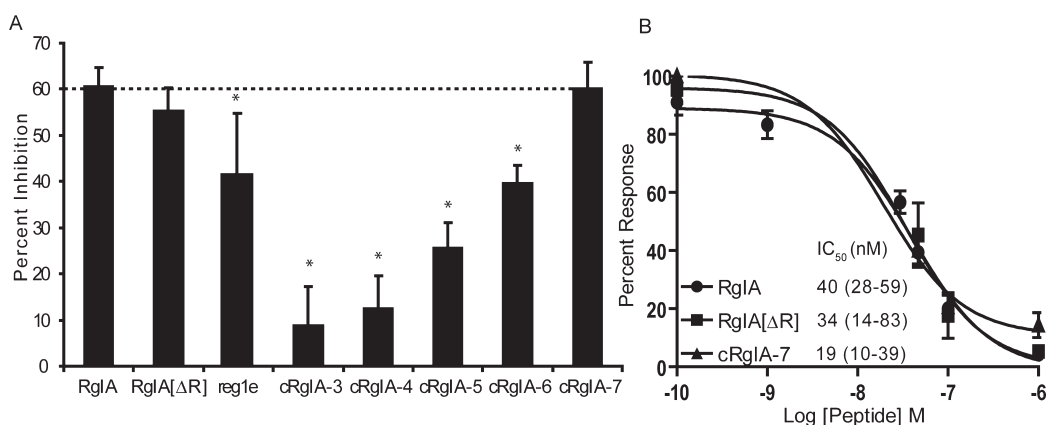 A
Percent Inhibition
70
60
50
40
30
20
10
0
*
*
*
*
*
RgIA
RgIA[ΔR]
reg1e
cRgIA-3
cRgIA-4
cRgIA-5
cRgIA-6
cRgIA-7
B
Percent Response
100
80
60
40
20
0
IC50 (nM)
RgIA 40 (28-59)
RgIA[ΔR] 34 (14-83)
cRgIA-7 19 (10-39)
-10
-9
-8
-7
-6
Log [Peptide] M